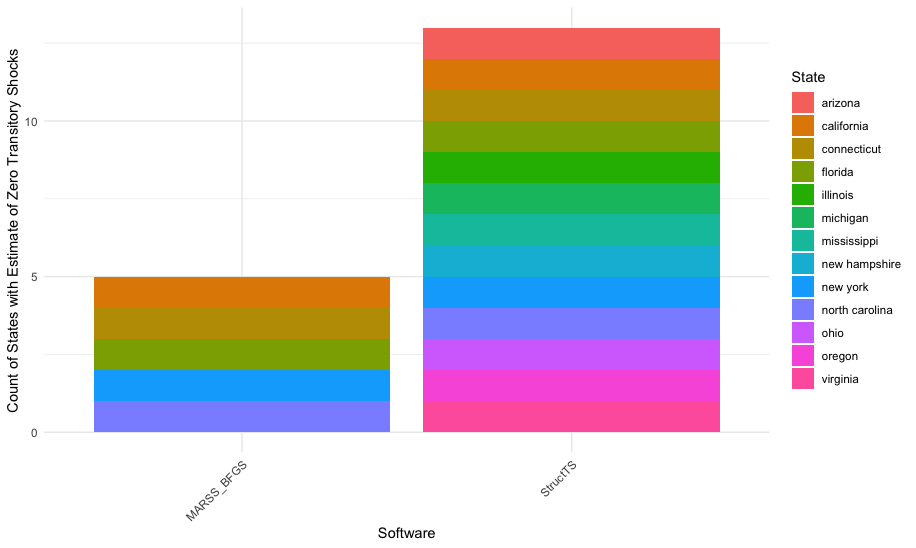 Count of States with Estimate of Zero Transitory Shocks
10
5
0
MARSS_BFGS
StructTS
Software
State
arizona
california
connecticut
florida
illinois
michigan
mississippi
new hampshire
new york
north carolina
ohio
oregon
virginia